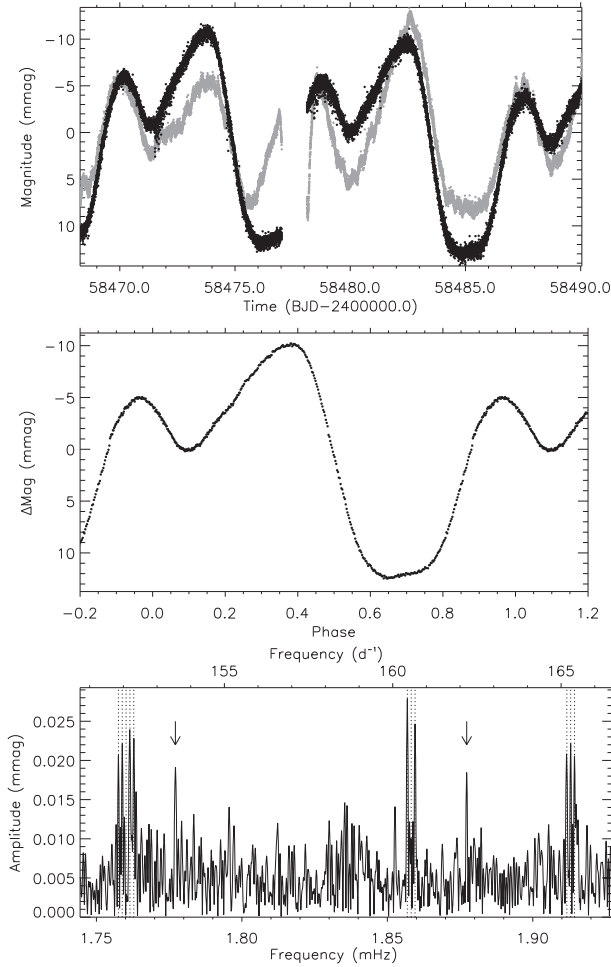 −10
−5
0
5
10
Magnitude (mmag)
58470.0 58475.0 58480.0 58485.0 58490.0
Time (BJD−2400000.0)
−10
−5
0
5
10
ΔMag (mmag)
−0.2 0.0 0.2 0.4 0.6 0.8 1.0 1.2
Phase
Frequency (d⁻¹)
155 160 165
0.025
0.020
0.015
0.010
0.005
0.000
Amplitude (mmag)
1.75 1.80 1.85 1.90
Frequency (mHz)